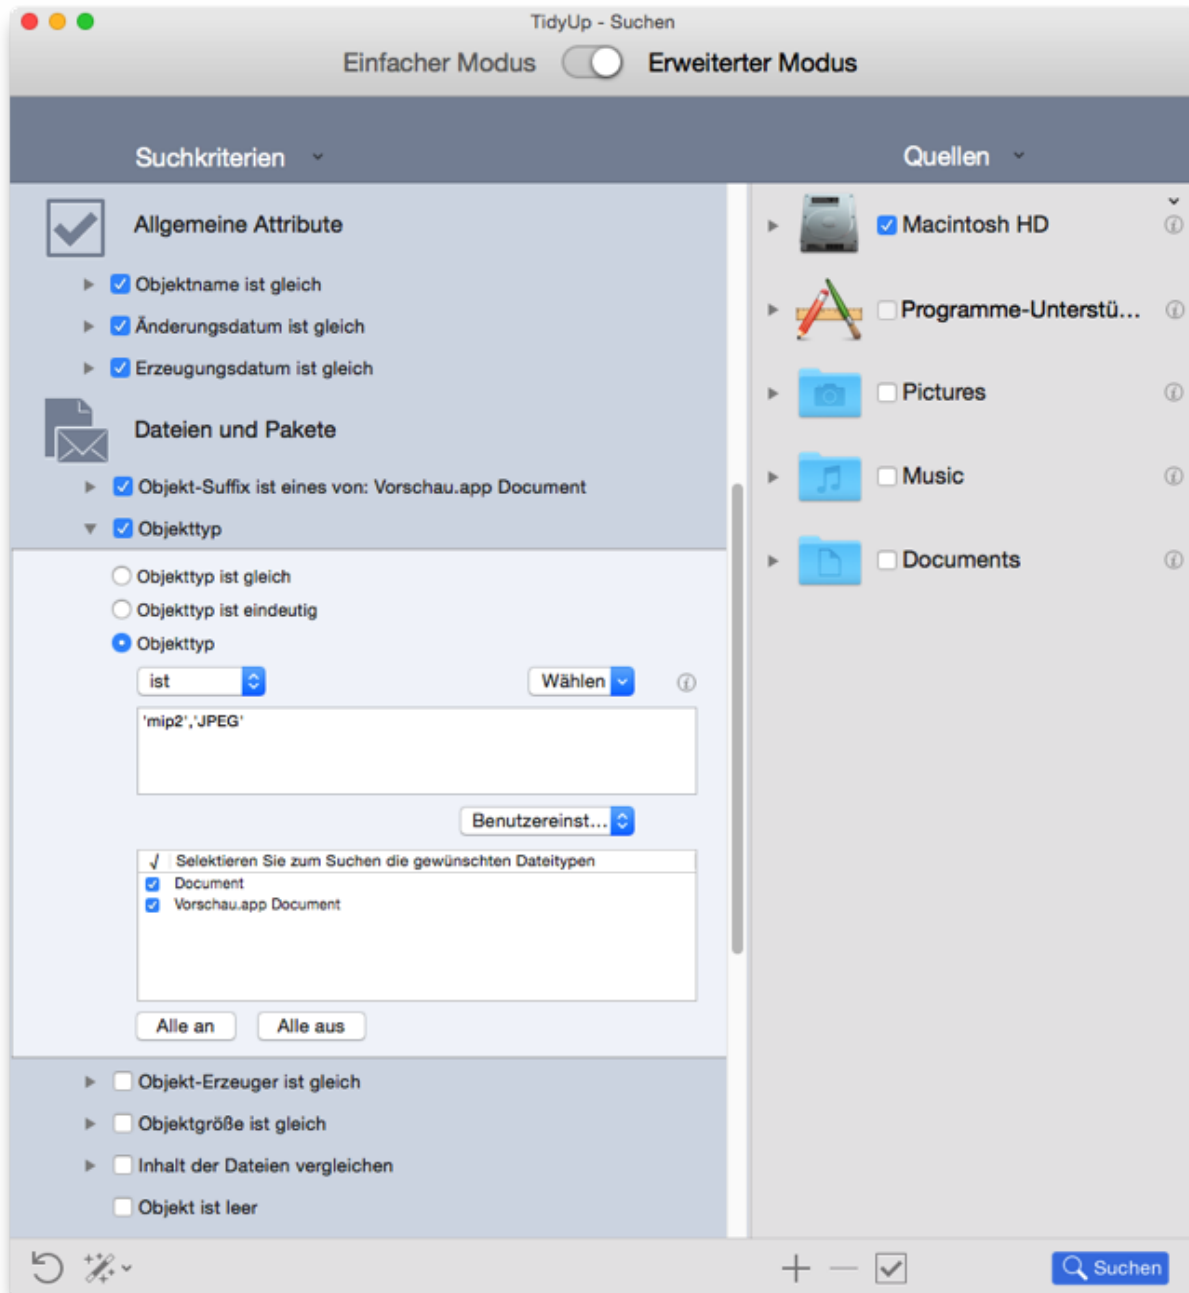 TidyUp - Suchen
Einfacher Modus Erweiterter Modus
Suchkriterien
Allgemeine Attribute
Objektname ist gleich
Änderungsdatum ist gleich
Erzeugungsdatum ist gleich
Dateien und Pakete
Objekt-Suffix ist eines von: Vorschau.app Document
Objekttyp
Objekttyp ist gleich
Objekttyp ist eindeutig
Objekttyp
ist Wählen
'mip2','JPEG'
Benutzereinst...
√ Selektieren Sie zum Suchen die gewünschten Dateitypen
Document
Vorschau.app Document
Alle an Alle aus
Objekt-Erzeuger ist gleich
Objektgröße ist gleich
Inhalt der Dateien vergleichen
Objekt ist leer
Quellen
Macintosh HD
Programme-Unterstü...
Pictures
Music
Documents
Suchen